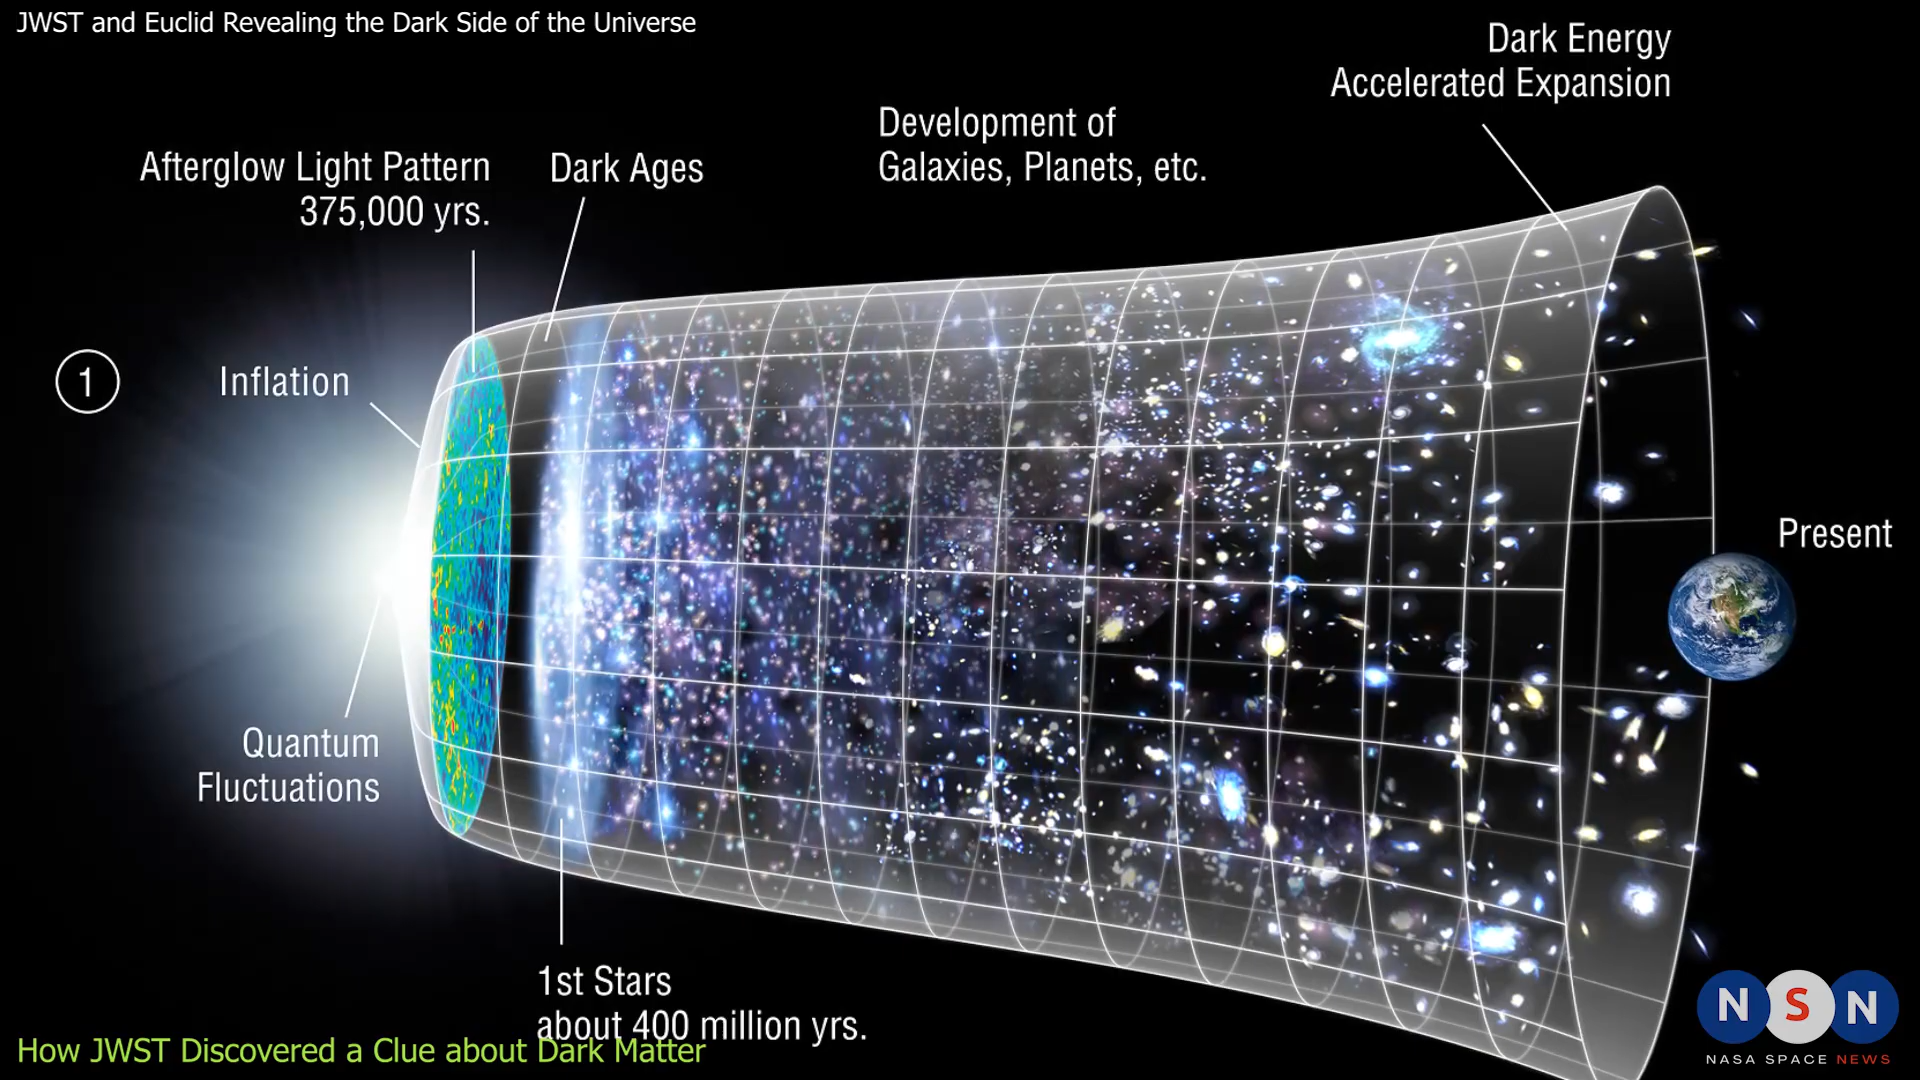 JWST and Euclid Revealing the Dark Side of the Universe
Dark Energy
Accelerated Expansion
Development of
Galaxies, Planets, etc.
Afterglow Light Pattern
375,000 yrs.
Dark Ages
1
Inflation
Present
Quantum
Fluctuations
1st Stars
about 400 million yrs.
How JWST Discovered a Clue about Dark Matter
NSN
NASA SPACE NEWS